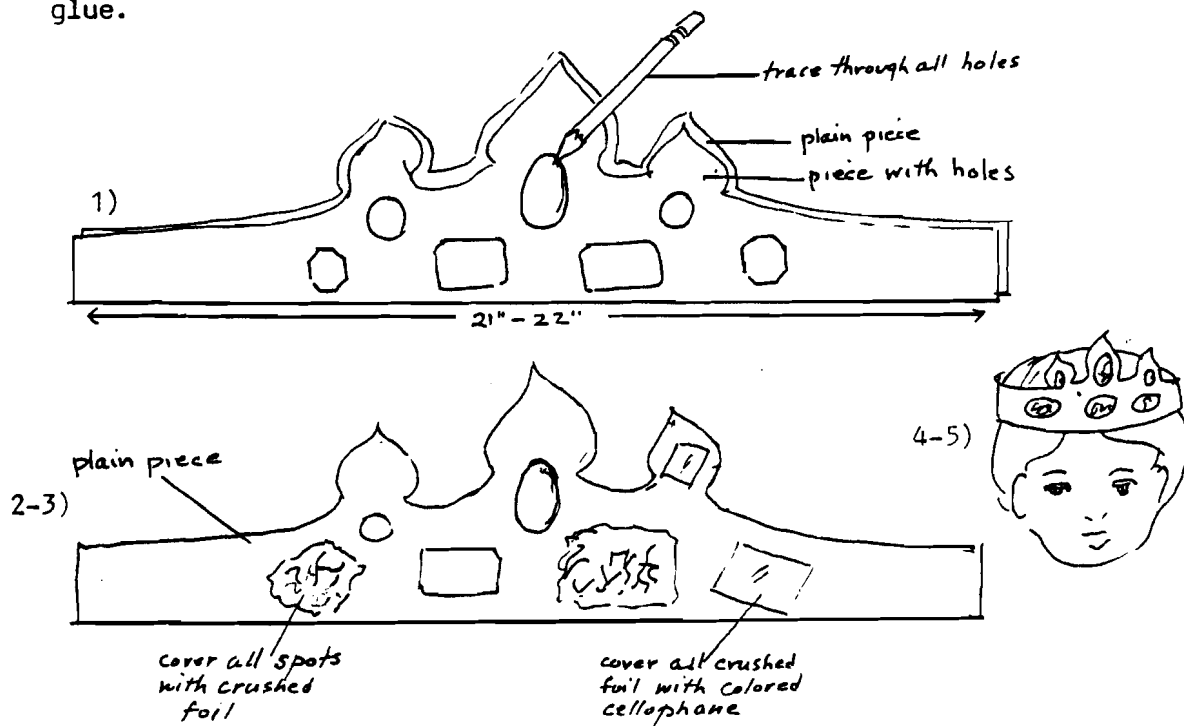 glue.
trace through all holes
plain piece
piece with holes
1)
21" - 22"
plain piece
2-3)
4-5)
cover all spots
with crushed
foil
cover all crushed
foil with colored
cellophane